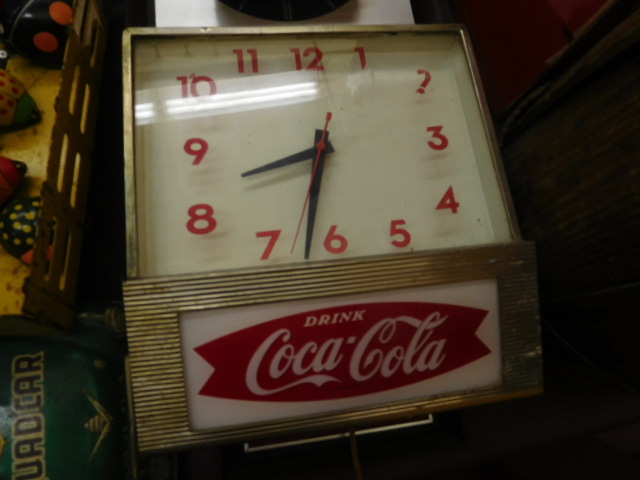 11 12 1
10 2
9 3
8 4
7 6 5
DRINK
Coca-Cola
UADCAR